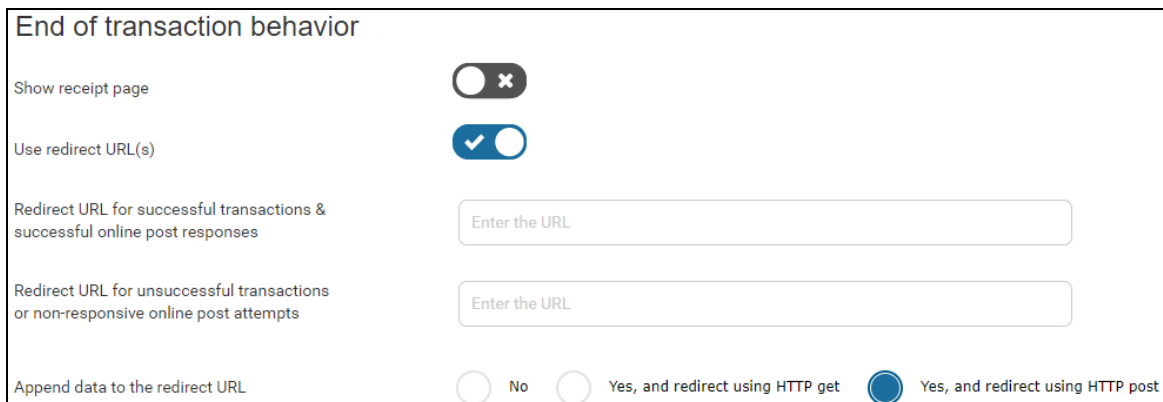 End of transaction behavior
Show receipt page
Use redirect URL(s)
Redirect URL for successful transactions &
successful online post responses
Enter the URL
Redirect URL for unsuccessful transactions
or non-responsive online post attempts
Enter the URL
Append data to the redirect URL No Yes, and redirect using HTTP get Yes, and redirect using HTTP post